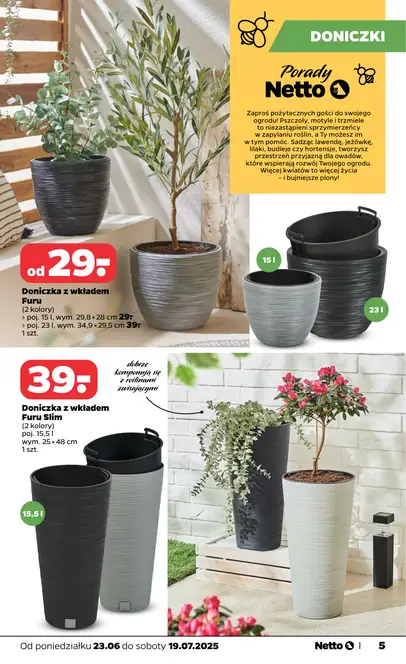 DONICZKI
Porady
Netto
Zaproś pożytecznych gości do swojego
ogrodu! Pszczoły, motyle i trzmiele
to niezastąpieni sprzymierzeńcy
w zapylaniu roślin, a Ty możesz im
w tym pomóc. Sadząc lawendę, jeżówkę,
lilaki, budleje czy hortensje, tworzysz
przestrzeń przyjazną dla owadów,
które wspierają rozwój Twojego ogrodu.
Więcej kwiatów to więcej życia
– i bujniejsze plony!
od 29.-
Doniczka z wkładem
Furu
(2 kolory)
> poj. 15 l, wym. 29,8×28 cm 29.-
> poj. 23 l, wym. 34,9×29,5 cm 39.-
1 szt.
15 l
23 l
39.-
Doniczka z wkładem
Furu Slim
(2 kolory)
poj. 15,5 l
wym. 25×48 cm
1 szt.
dobrze
komponują się
z roślinami
zwisającymi
15,5 l
Od poniedziałku 23.06 do soboty 19.07.2025
Netto | 5